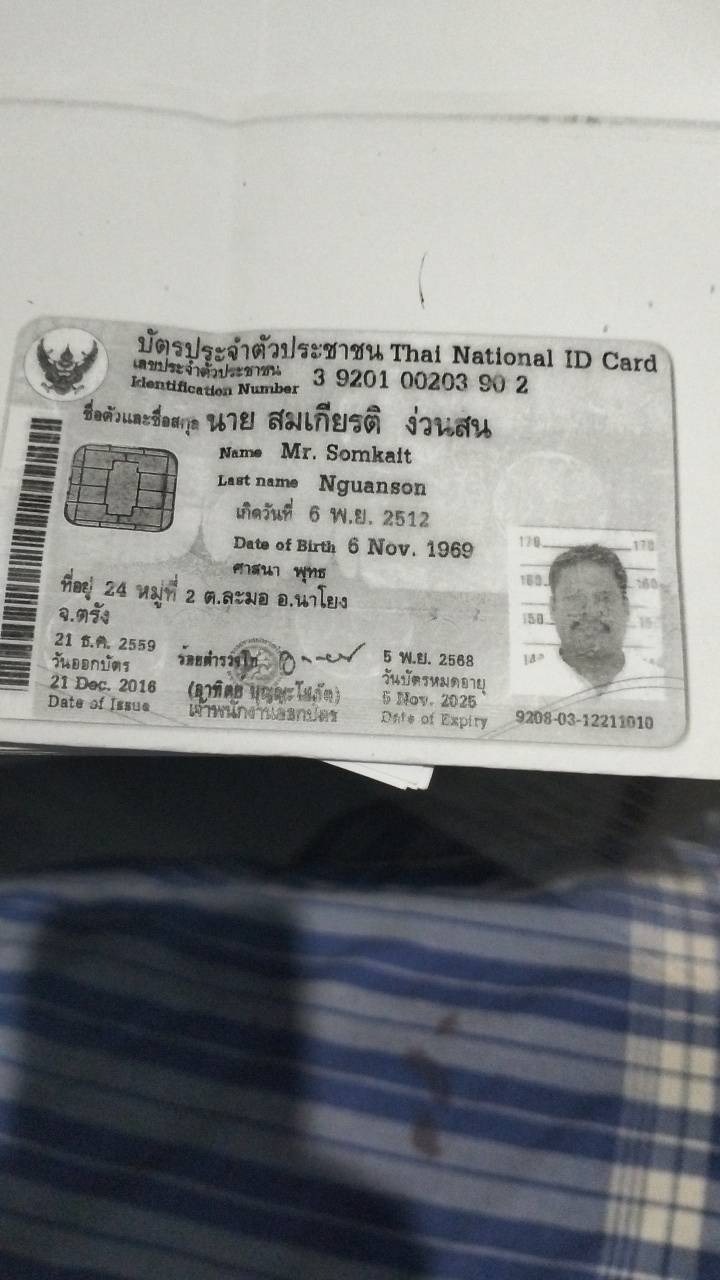 บัตรประจำตัวประชาชน Thai National ID Card
เลขประจำตัวประชาชน
Identification Number 3 9201 00203 90 2
ชื่อตัวและชื่อสกุล นาย สมเกียรติ ง่วนสน
Name Mr. Somkait
Last name Nguanson
เกิดวันที่ 6 พ.ย. 2512
Date of Birth 6 Nov. 1969
ศาสนา พุทธ
ที่อยู่ 24 หมู่ที่ 2 ต.ละมอ อ.นาโยง
จ.ตรัง
21 ธ.ค. 2559
วันออกบัตร
21 Dec. 2016
Date of Issue
เจ้าพนักงานออกบัตร
5 พ.ย. 2568
วันบัตรหมดอายุ
5 Nov. 2025
Date of Expiry
170 170
160 160
150
9208-03-12211010